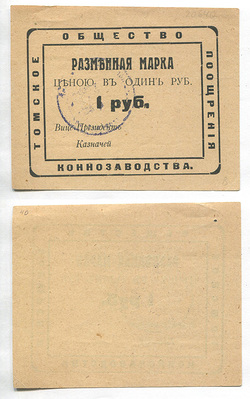 ОБЩЕСТВО
ТОМСКОЕ
ПООЩРЕНІЯ
РАЗМѢННАЯ МАРКА
ЦѢНОЮ ВЪ ОДИНЪ РУБ.
1 руб.
Вице-Президентъ
Казначей
КОННОЗАВОДСТВА.